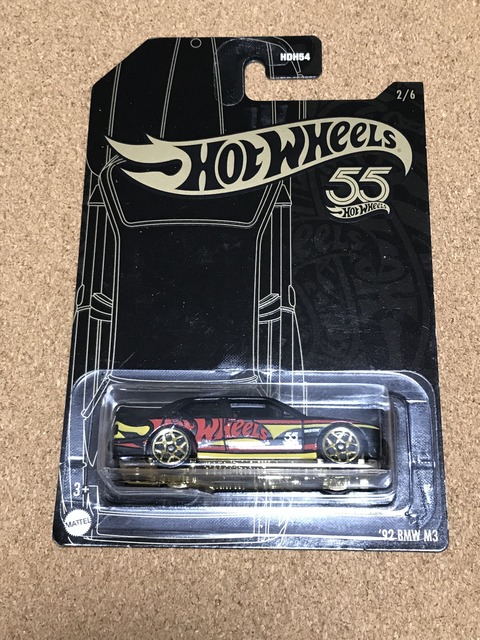 HDH54
2/6
HOT WHEELS
55
HOT WHEELS
HOT WHEELS
55
3+
MATTEL
'92 BMW M3